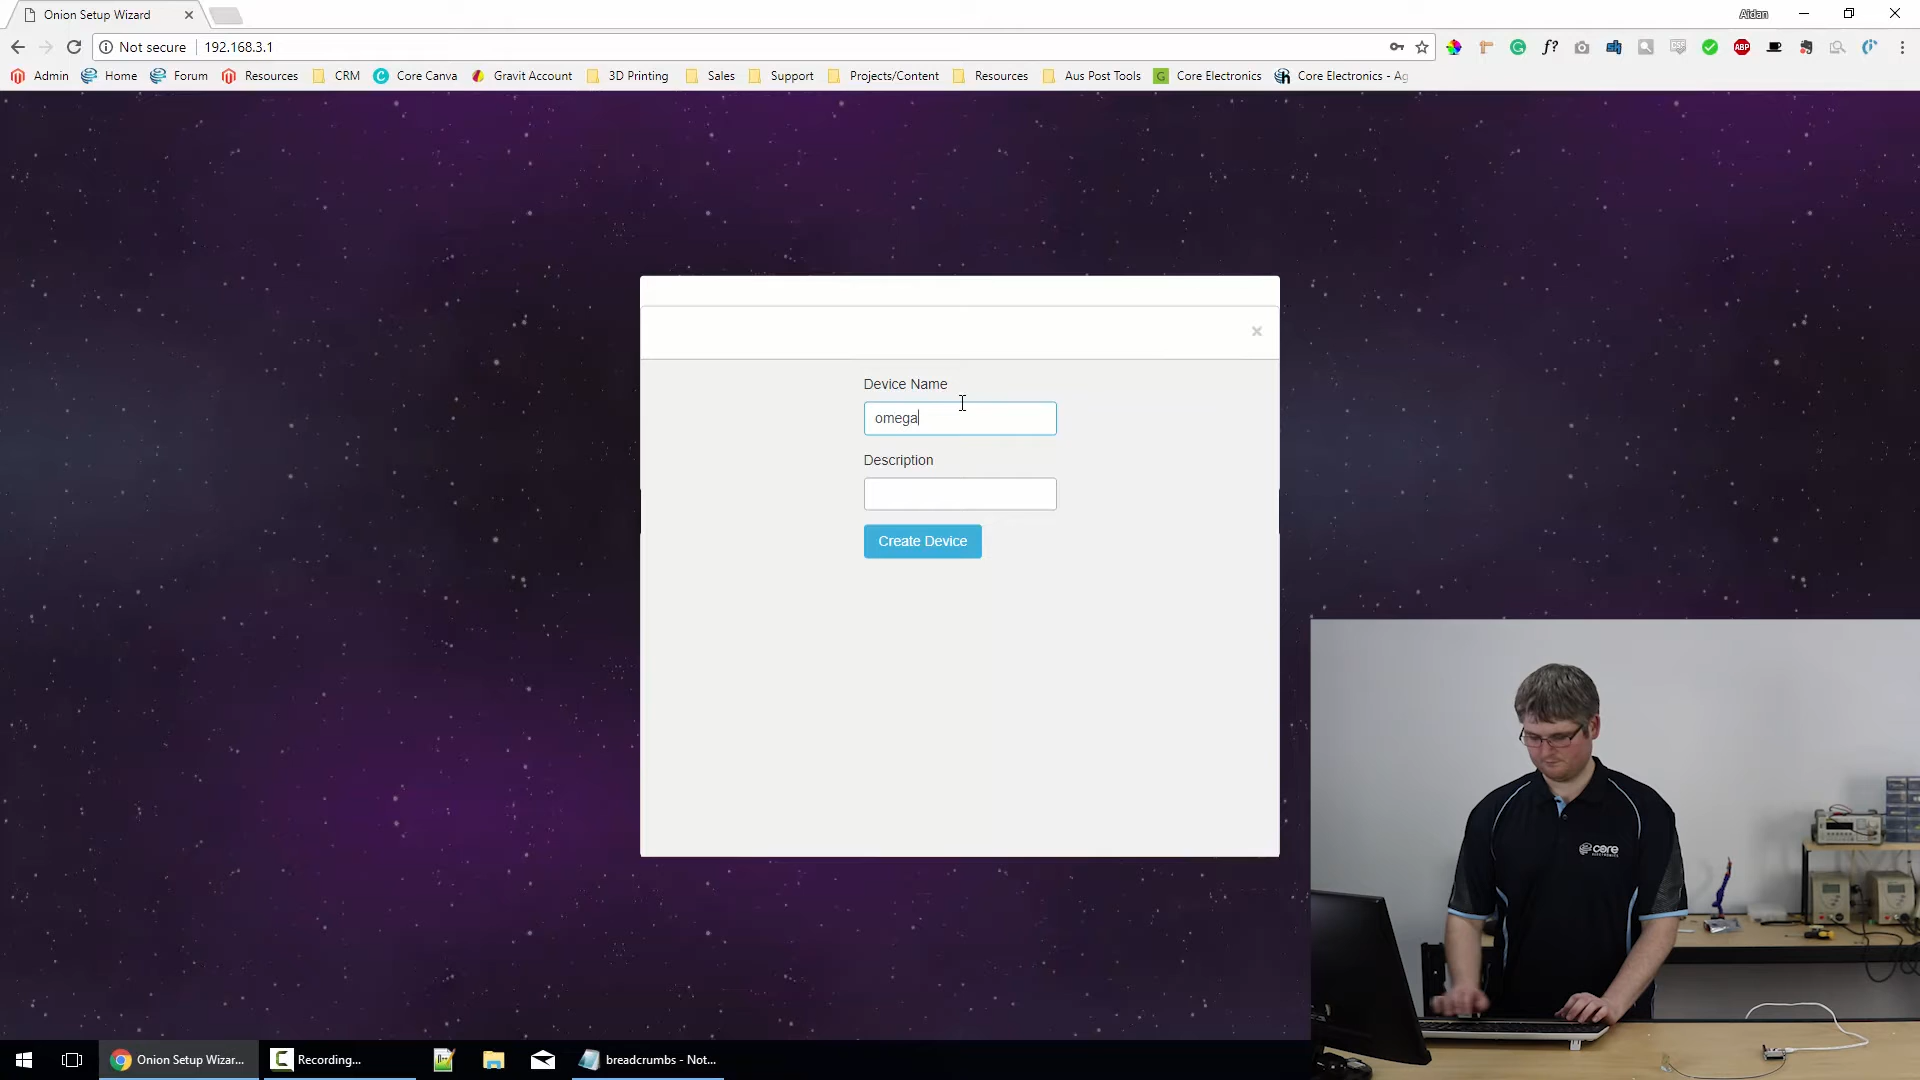 Onion Setup Wizard
Aidan
Not secure
192.168.3.1
Admin
Home
Forum
Resources
CRM
Core Canva
Gravit Account
3D Printing
Sales
Support
Projects/Content
Resources
Aus Post Tools
Core Electronics
Core Electronics - Ag
Device Name
omega
Description
Create Device
core
ELECTRONICS
Onion Setup Wizar...
Recording...
breadcrumbs - Not...